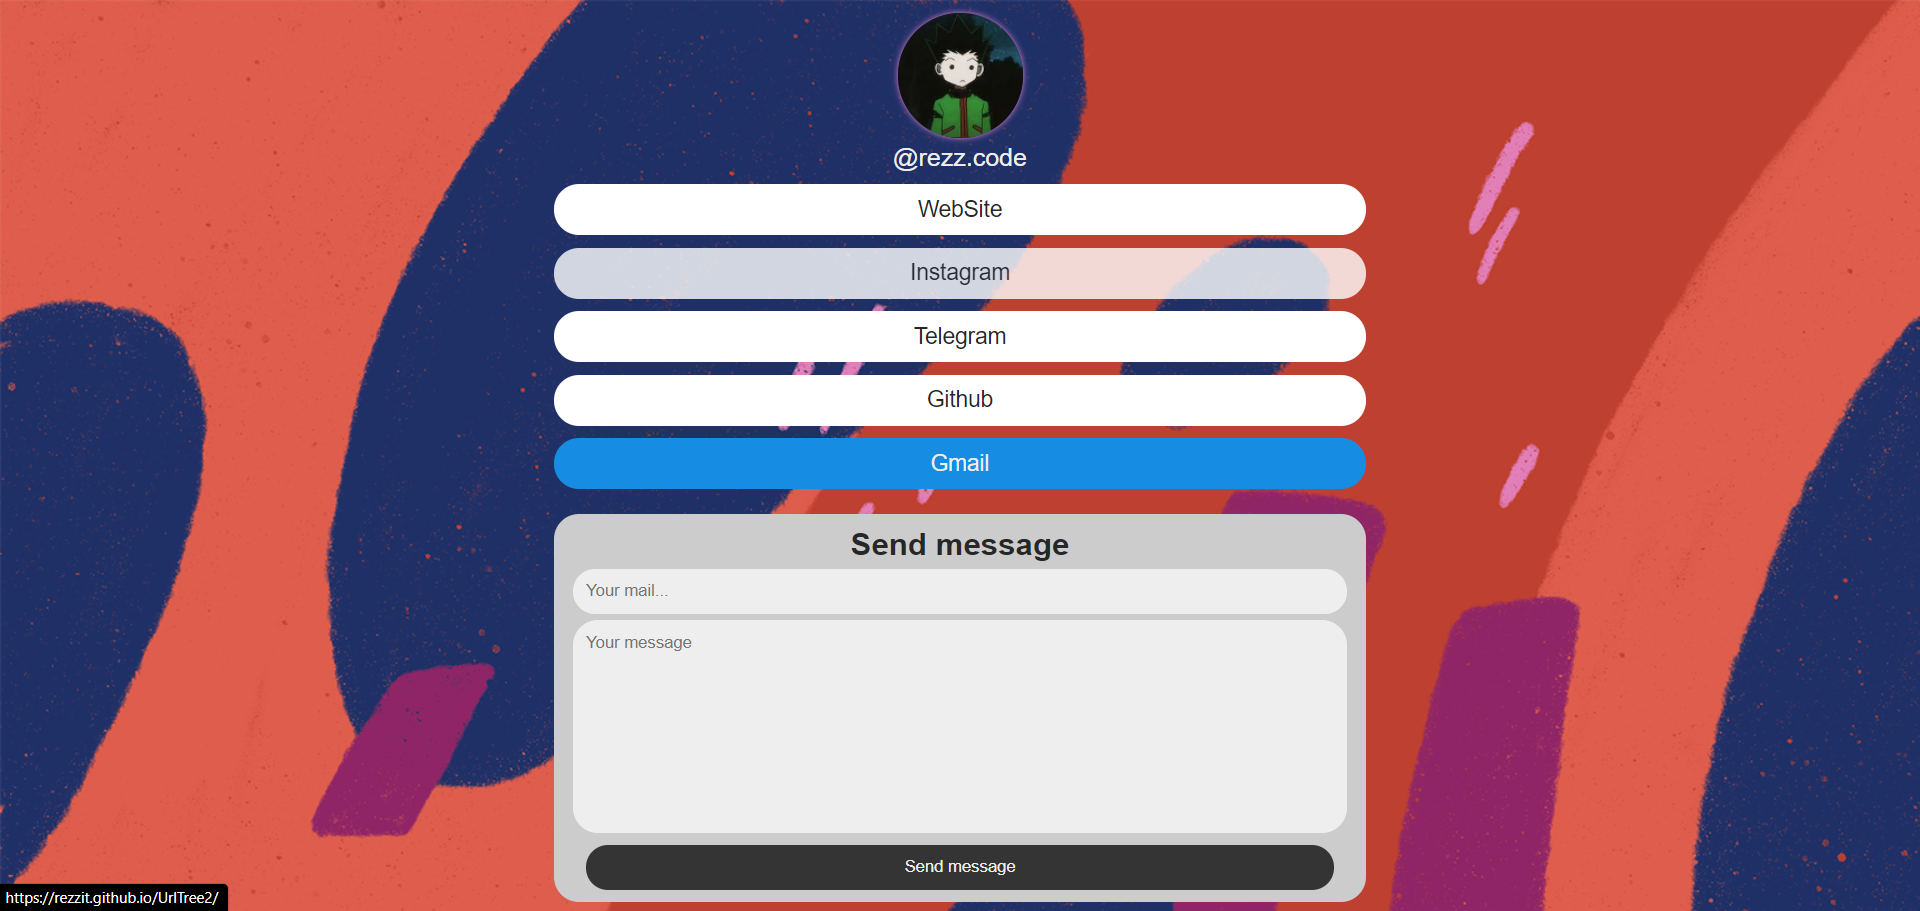 @rezz.code
WebSite
Instagram
Telegram
Github
Gmail
Send message
Your mail...
Your message
Send message
https://rezzit.github.io/UrlTree2/